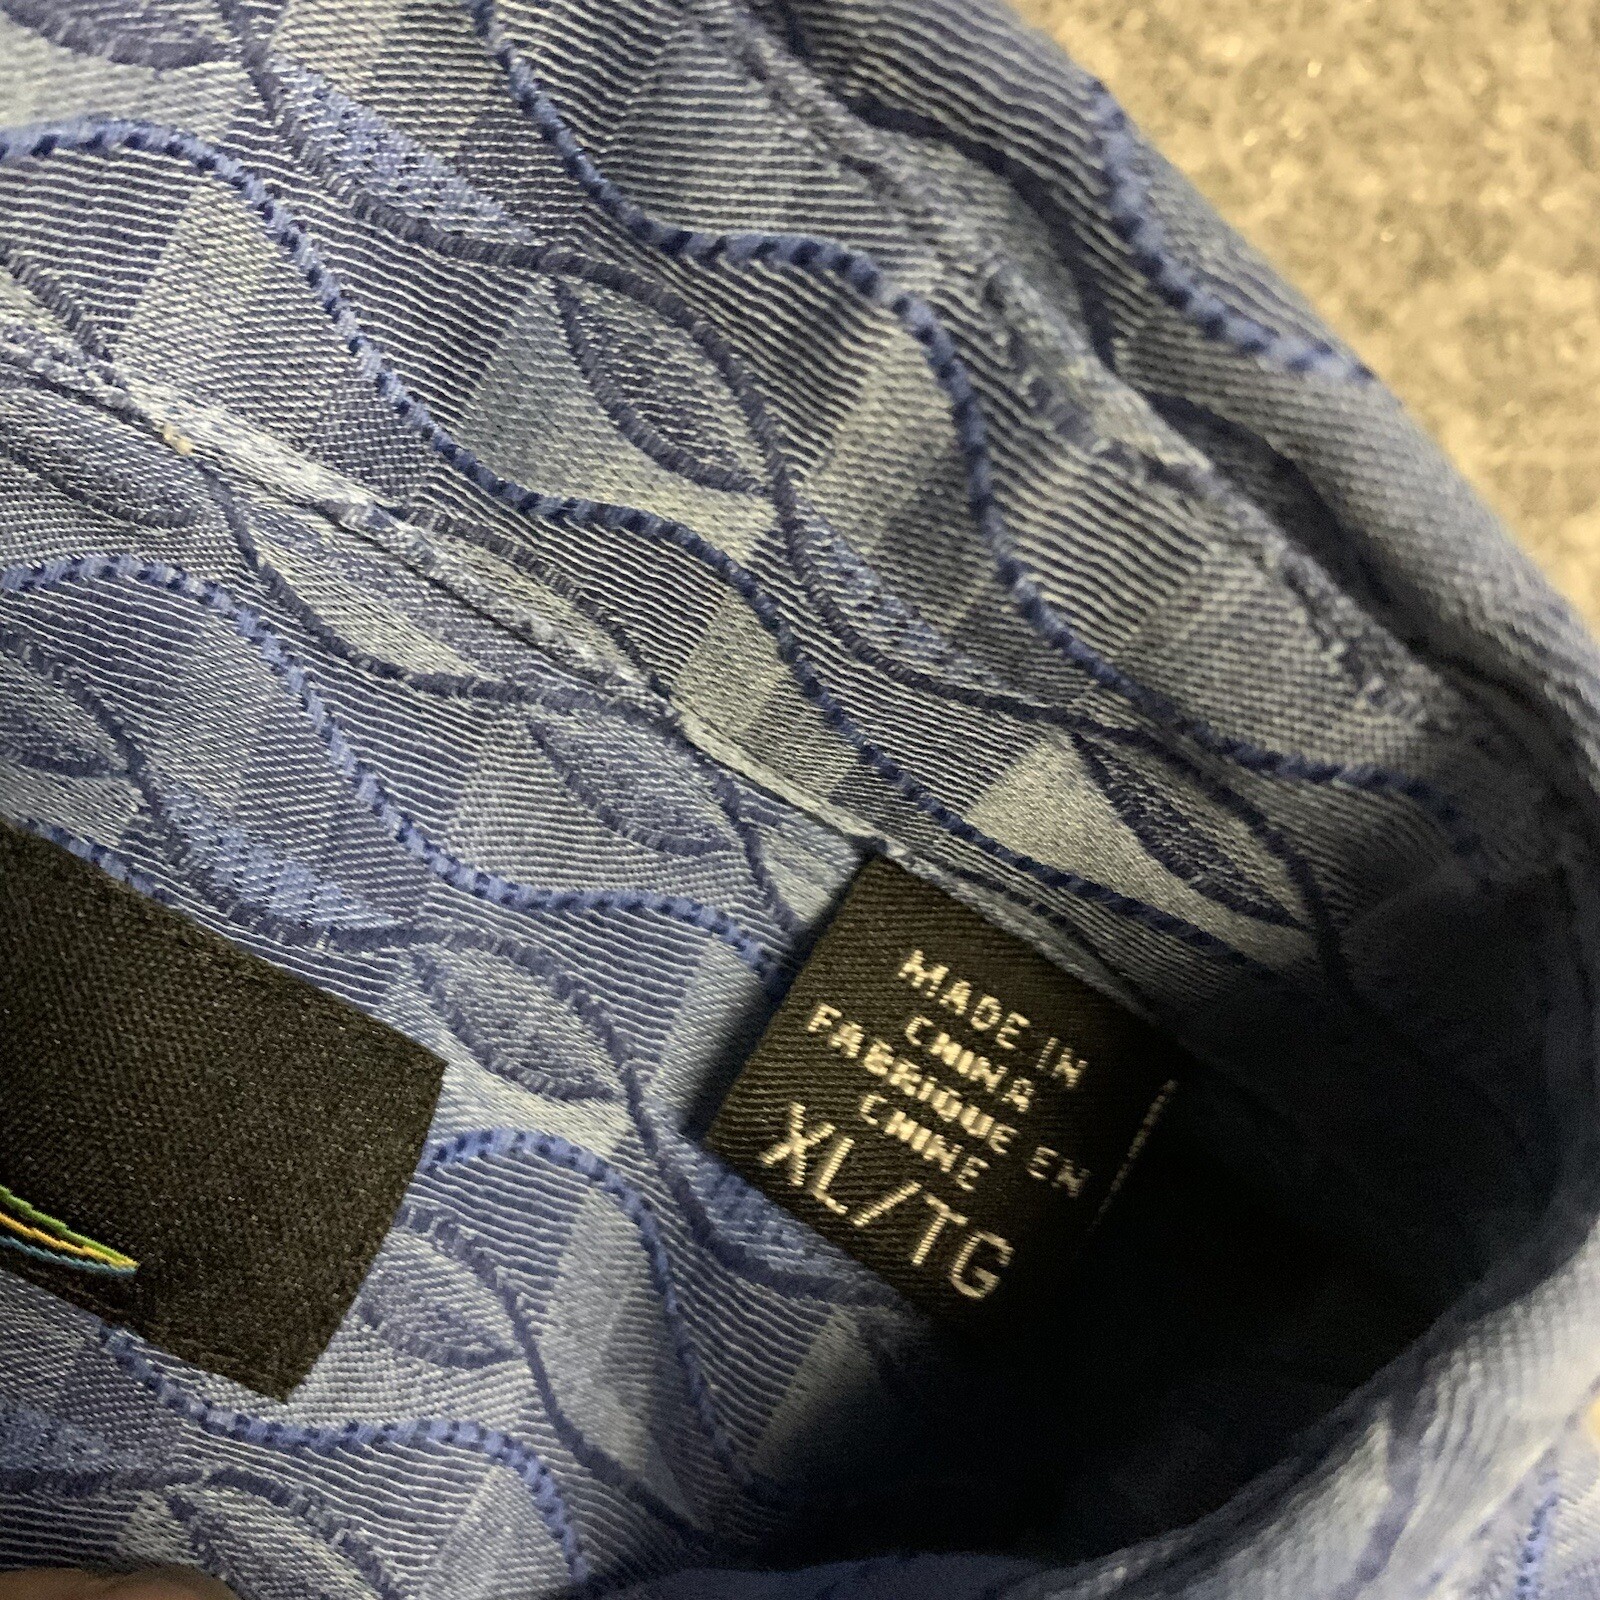 MADE IN
CHINA
FABRIQUE EN
CHINE
XL/TG